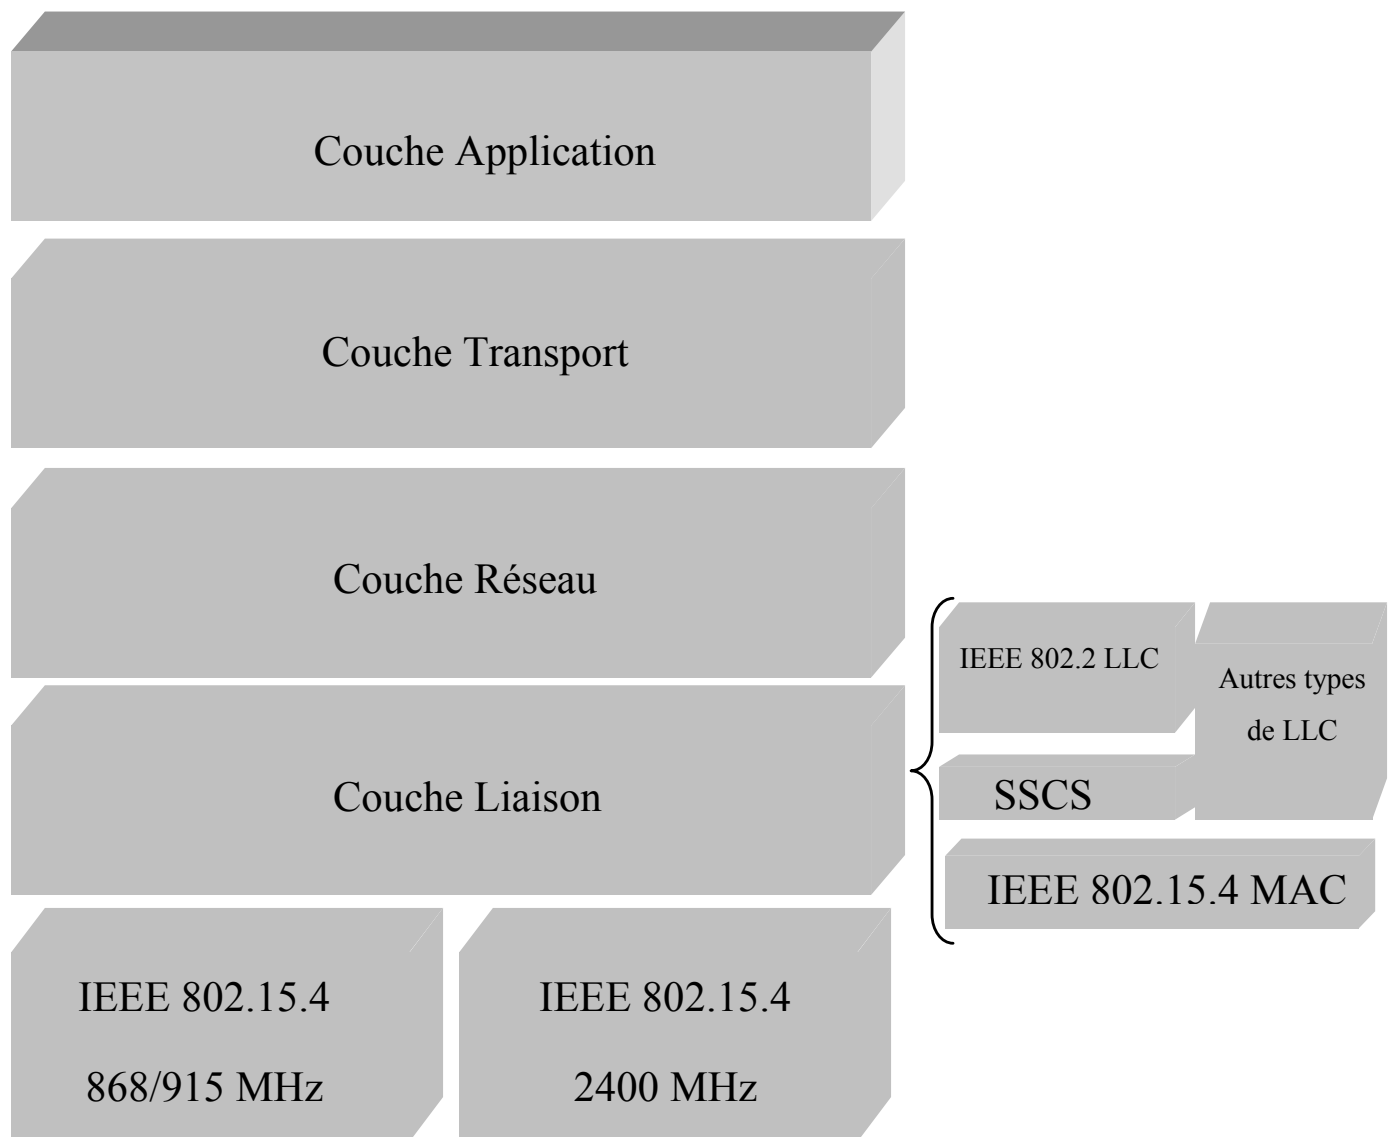 Couche Application
Couche Transport
Couche Réseau
Couche Liaison
IEEE 802.2 LLC
Autres types
de LLC
SSCS
IEEE 802.15.4 MAC
IEEE 802.15.4
868/915 MHz
IEEE 802.15.4
2400 MHz